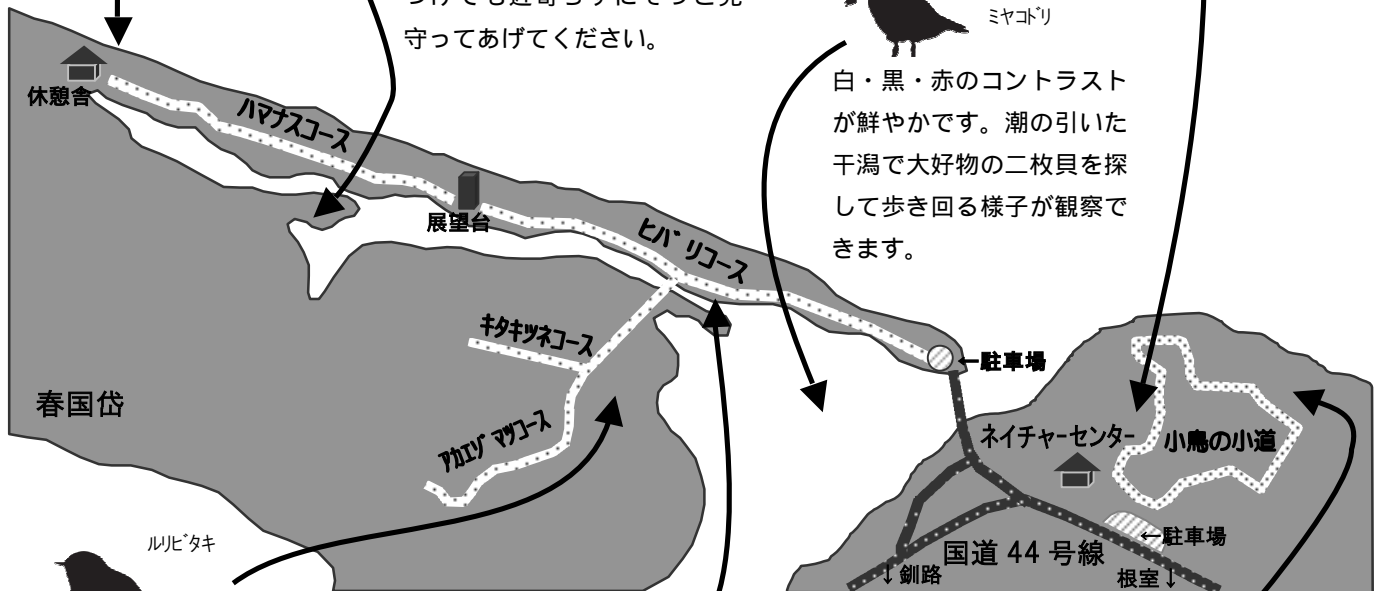 つけても近寄らずにそっと見
守ってあげてください。
ミヤコドリ
白・黒・赤のコントラスト
が鮮やかです。潮の引いた
干潟で大好物の二枚貝を探
して歩き回る様子が観察で
きます。
休憩舎
ハマナスコース
展望台
ヒバリコース
キタキツネコース
←駐車場
春国岱
アカエゾマツコース
ネイチャーセンター
小鳥の小道
ルリビタキ
←駐車場
国道 44 号線
↓釧路
根室↓